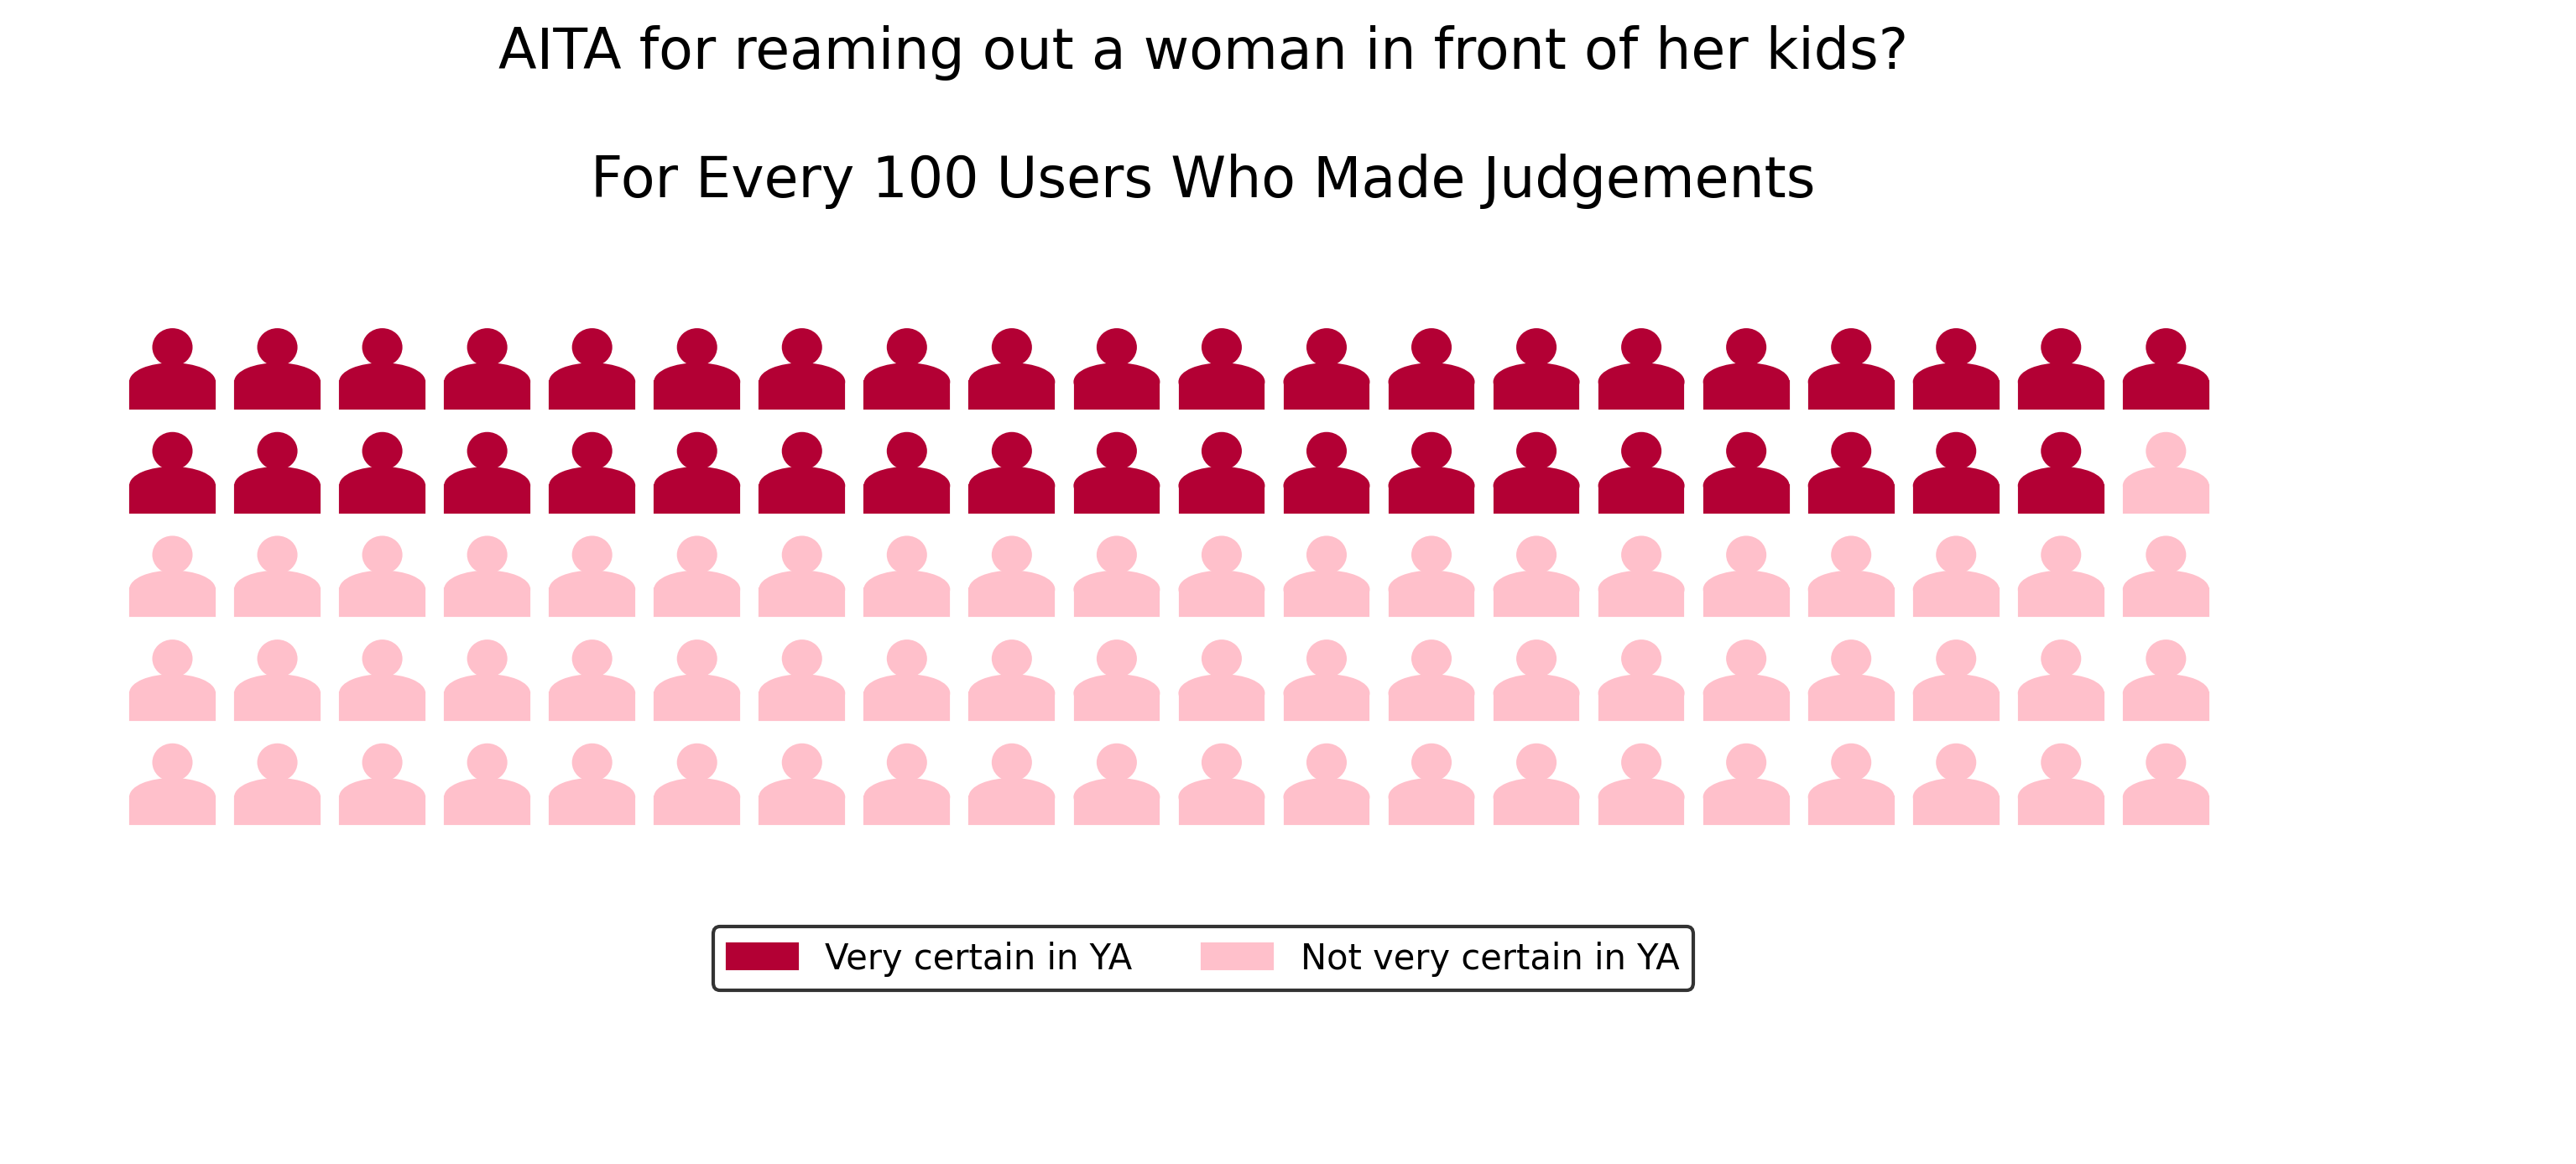 AITA for reaming out a woman in front of her kids?
For Every 100 Users Who Made Judgements
Very certain in YA
Not very certain in YA